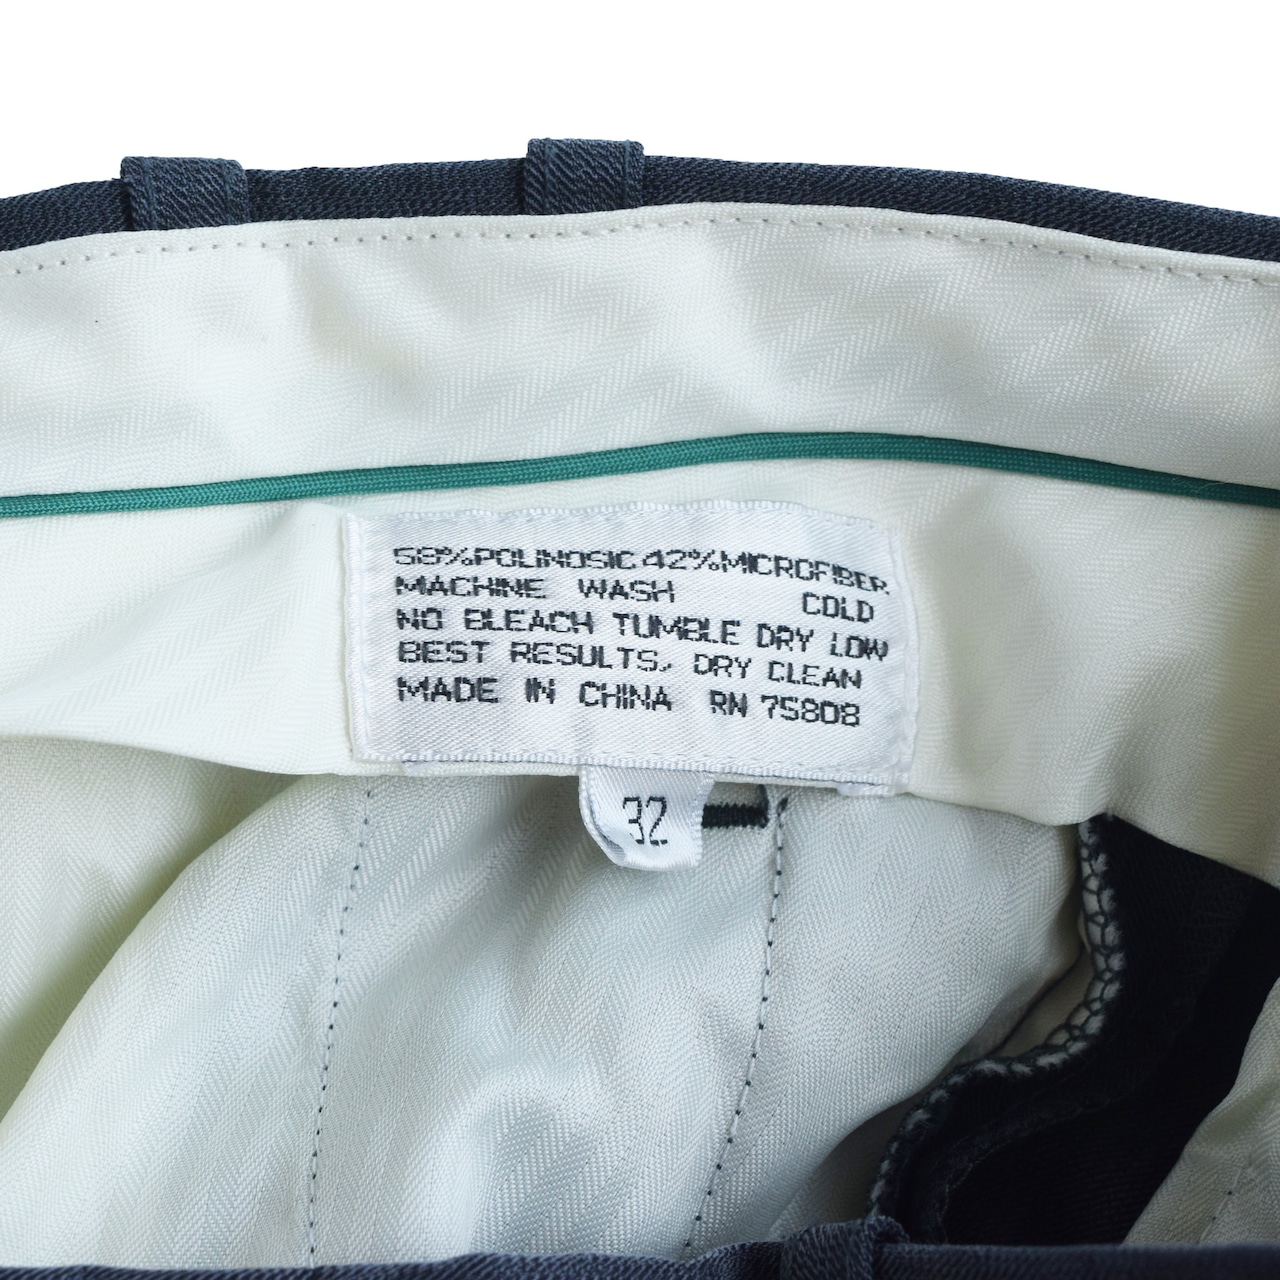 58%POLINOSIC 42%MICROFIBER
MACHINE WASH COLD
NO BLEACH TUMBLE DRY LOW
BEST RESULTS, DRY CLEAN
MADE IN CHINA RN 75808
32